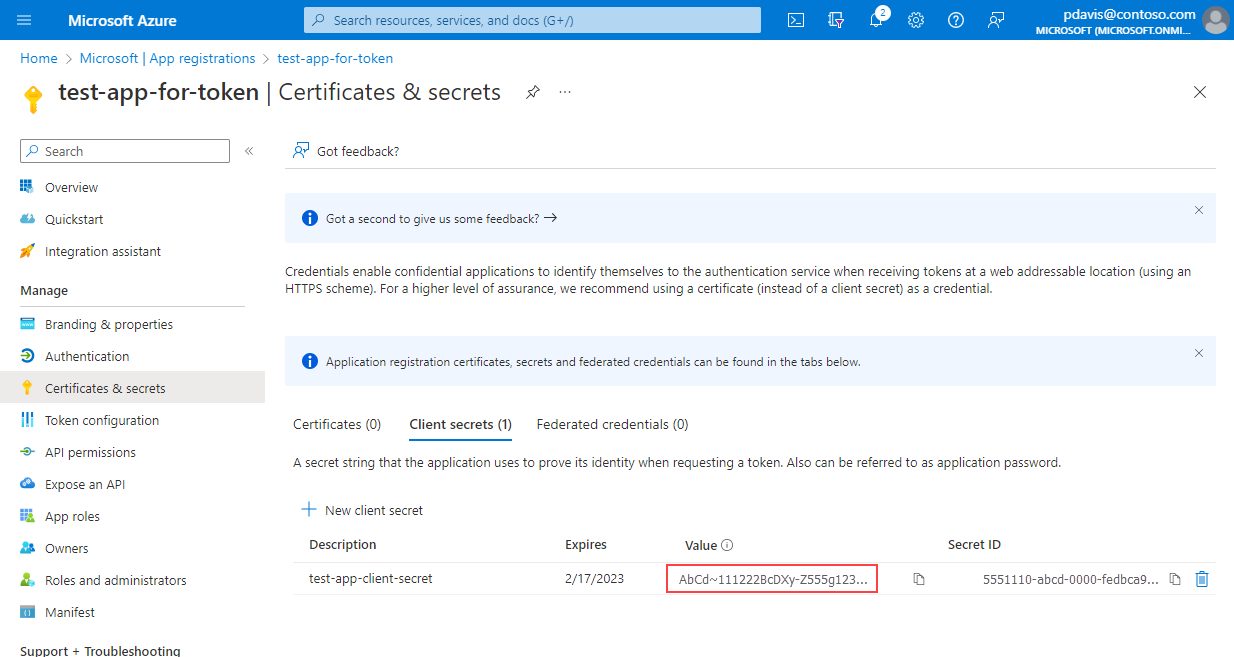 Microsoft Azure
Search resources, services, and docs (G+/)
2
pdavis@contoso.com
MICROSOFT (MICROSOFT.ONMI...
Home > Microsoft | App registrations > test-app-for-token
test-app-for-token | Certificates & secrets
Search
Overview
Quickstart
Integration assistant
Manage
Branding & properties
Authentication
Certificates & secrets
Token configuration
API permissions
Expose an API
App roles
Owners
Roles and administrators
Manifest
Support + Troubleshooting
Got feedback?
Got a second to give us some feedback? →
Credentials enable confidential applications to identify themselves to the authentication service when receiving tokens at a web addressable location (using an
HTTPS scheme). For a higher level of assurance, we recommend using a certificate (instead of a client secret) as a credential.
Application registration certificates, secrets and federated credentials can be found in the tabs below.
Certificates (0) Client secrets (1) Federated credentials (0)
A secret string that the application uses to prove its identity when requesting a token. Also can be referred to as application password.
New client secret
Description Expires Value Secret ID
test-app-client-secret 2/17/2023 AbCd~111222BcDXy-Z555g123... 5551110-abcd-0000-fedbca9...